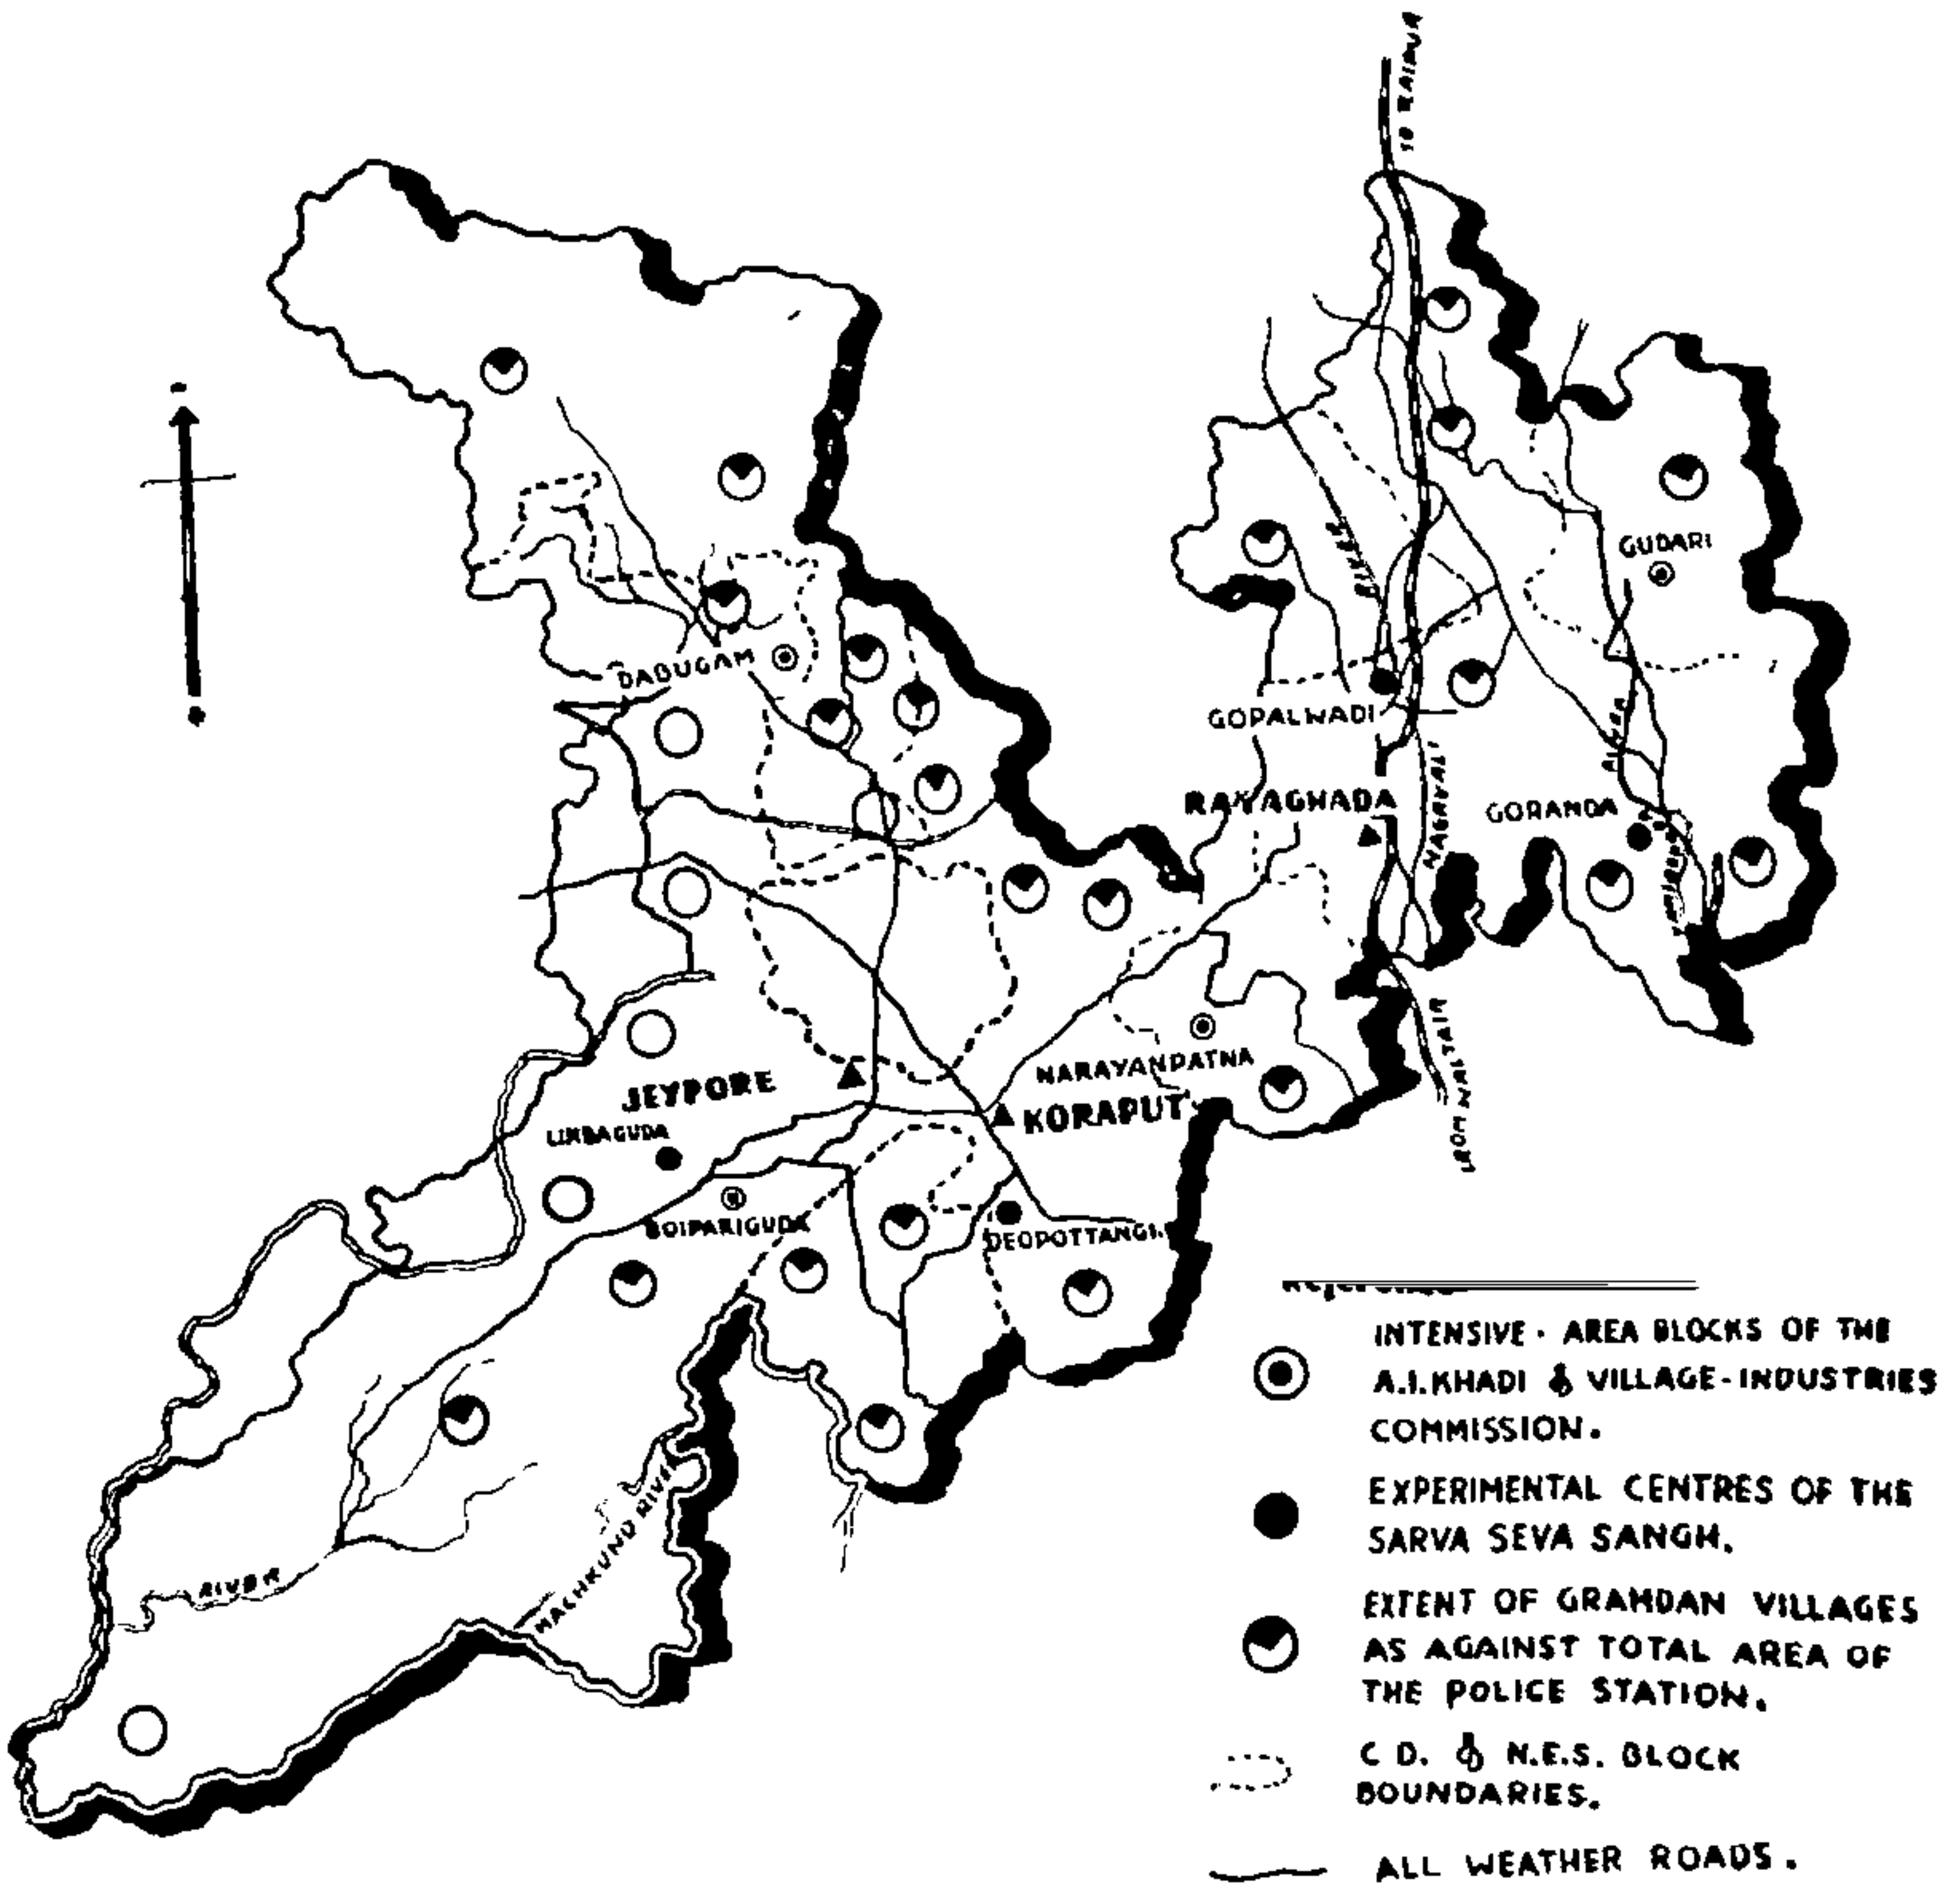 TO RAIPUR
GUDARI
DABUGAM
GOPALWADI
NAGAVALI
RAYAGHADA
GORANDA
NARAYANPATNA
JEYPORE
KORAPUT
LIMBAGUDA
BOIPARIGUDA
DEOPOTTANGI.
FROM WALTAIR
RIVER
MACHKUND RIVER
INTENSIVE - AREA BLOCKS OF THE
A.I. KHADI & VILLAGE-INDUSTRIES
COMMISSION.
EXPERIMENTAL CENTRES OF THE
SARVA SEVA SANGH.
EXTENT OF GRAMDAN VILLAGES
AS AGAINST TOTAL AREA OF
THE POLICE STATION.
C D. & N.E.S. BLOCK
BOUNDARIES.
ALL WEATHER ROADS.